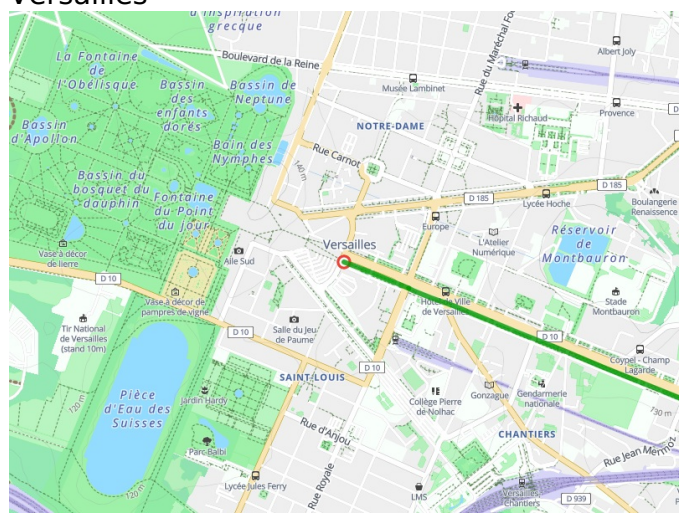 Versailles
d'inspiration
grecque
La Fontaine
de
l'Obélisque
Boulevard de la Reine
Bassin
des
enfants
dorés
Bassin de
Neptune
Musée Lambinet
Albert Joly
Rue du Maréchal Fo
Hôpital Richaud
Provence
Bassin
d'Apollon
Bain des
Nymphes
NOTRE-DAME
Rue Carnot
140 m
Bassin du
bosquet du
dauphin
Fontaine
du Point
du jour
D 185
D 185
Lycée Hoche
Boulangerie
Renaissance
Europe
Vase à décor
de lierre
Aile Sud
Versailles
L'Atelier
Numérique
Réservoir
de
Montbauron
D 10
Vase à décor de
pampres de vigne
Hôtel de Ville
de Versailles
Stade
Montbauron
Tir National
de Versailles
(stand 10m)
D 10
Salle du Jeu
de Paume
D 10
D 10
Coypel - Champ
Lagarde
SAINT-LOUIS
Pièce
d'Eau des
Suisses
120 m
Jardin Hardy
Collège Pierre
de Nolhac
Gonzague
Gendarmerie
nationale
130 m
Rue d'Anjou
CHANTIERS
Parc Balbi
Rue Jean Mermoz
Lycée Jules Ferry
Rue Royale
LMS
Versailles
Chantiers
D 939
120 m